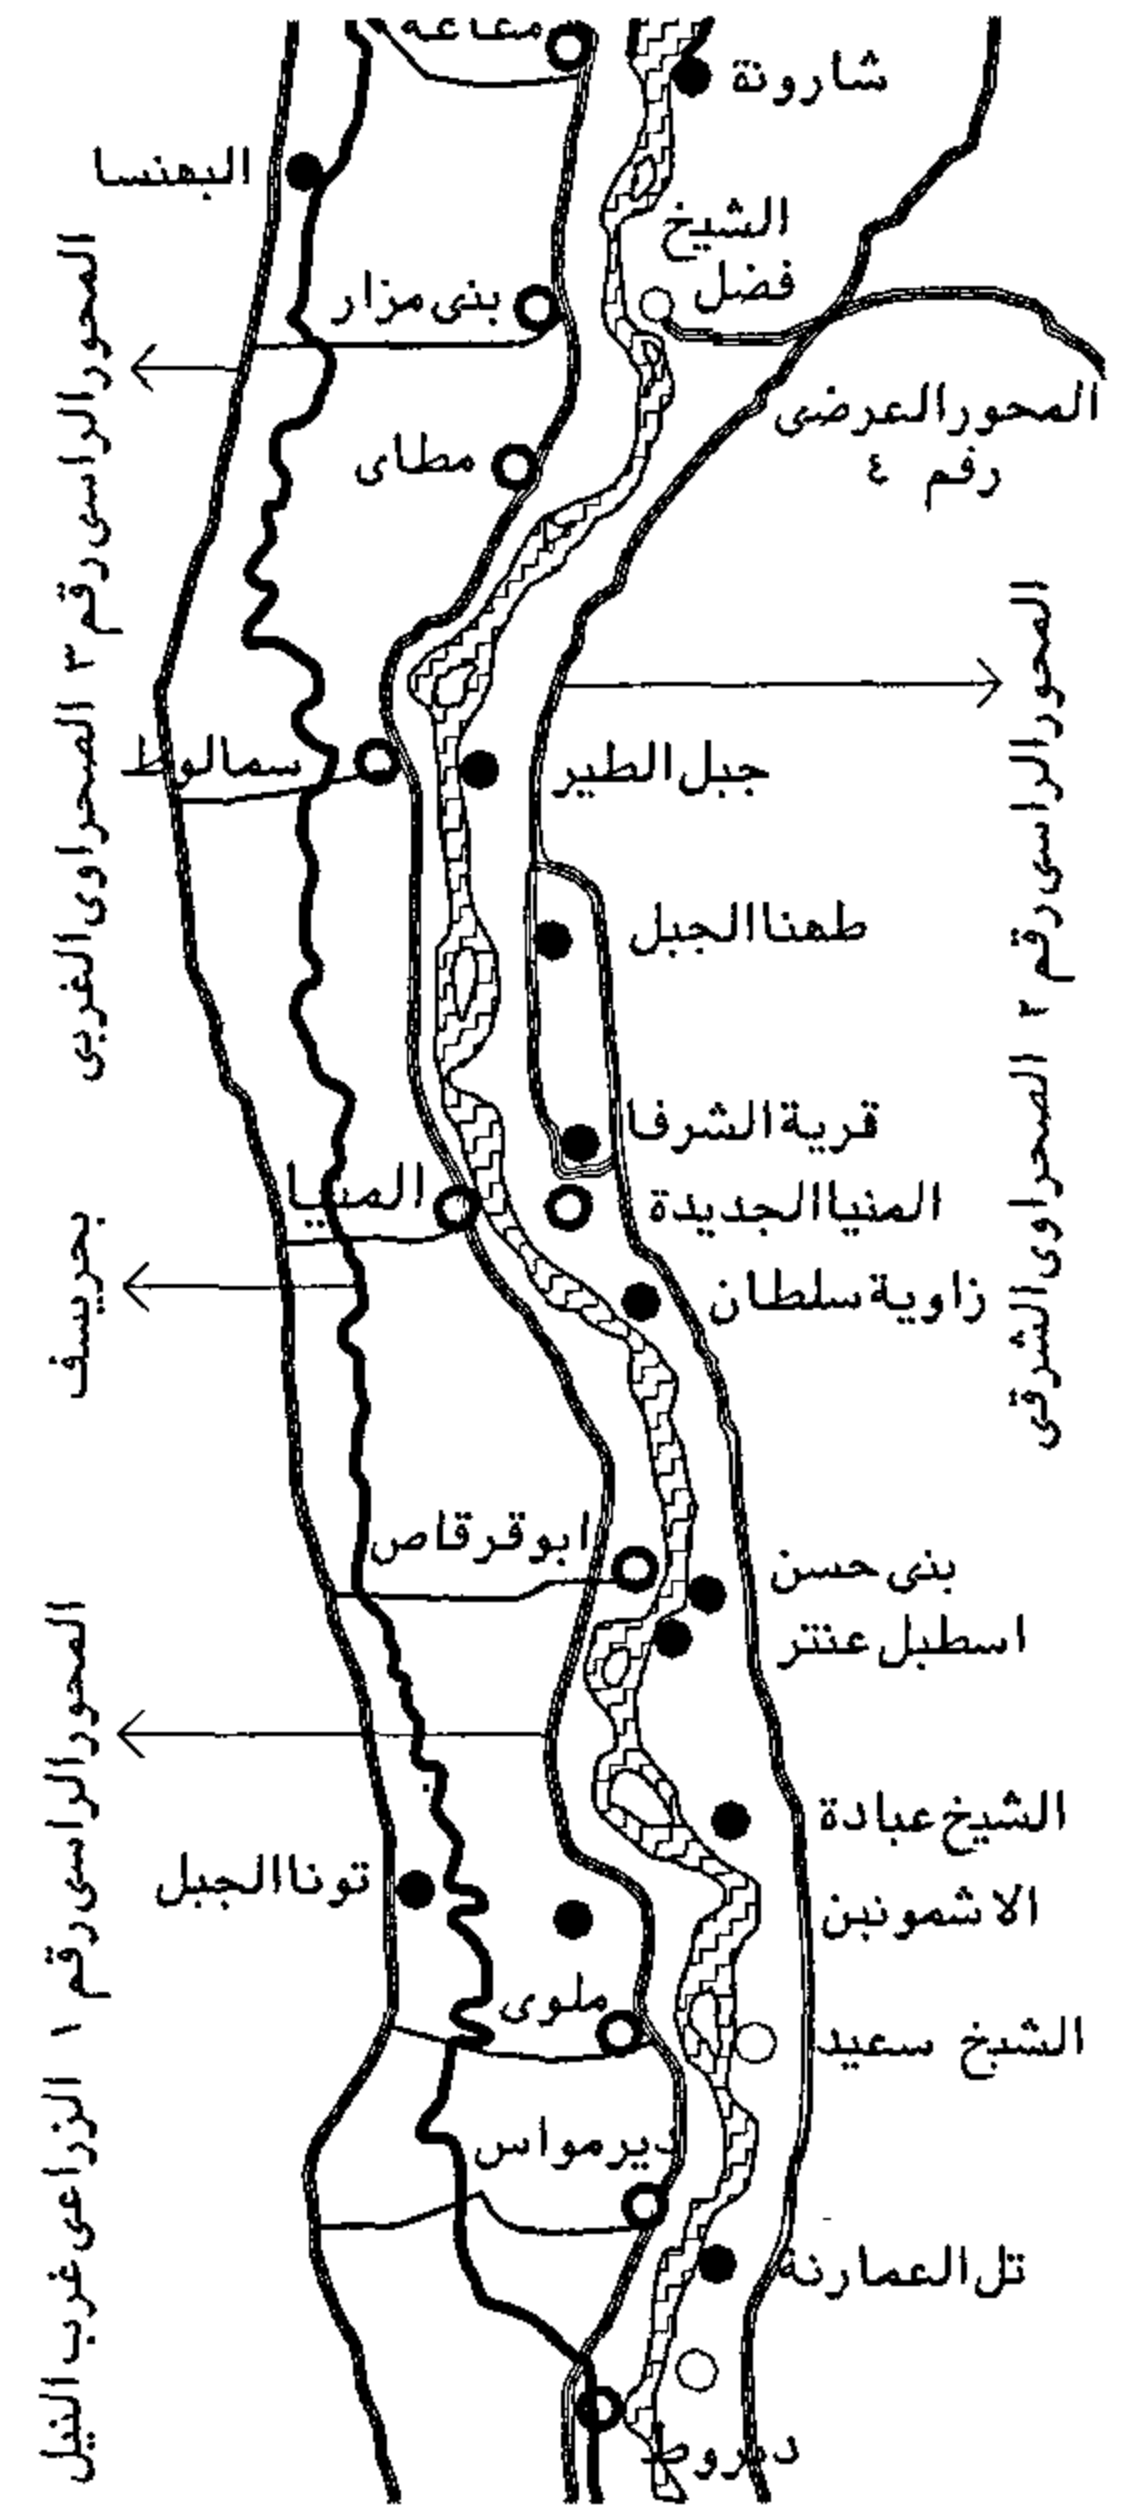 مغاغه
شارونة
البهنسا
الشيخ
فضل
بنى مزار
المحور العرضى
رقم ٤
مطاى
المحور الراسى رقم ٢ الصحراوى الغربى
المحور الراسى رقم ٣ الصحراوى الشرقى
سمالوط
جبل الطير
طهنا الجبل
قرية الشرفا
المنيا
المنيا الجديدة
زاوية سلطان
بحر يوسف
ابو قرقاص
بنى حسن
اسطبل عنتر
المحور الراسى رقم ١ الزراعى غرب النيل
الشيخ عبادة
تونا الجبل
الاشمونين
ملوى
الشيخ سعيد
ديرمواس
تل العمارنة
ديروط